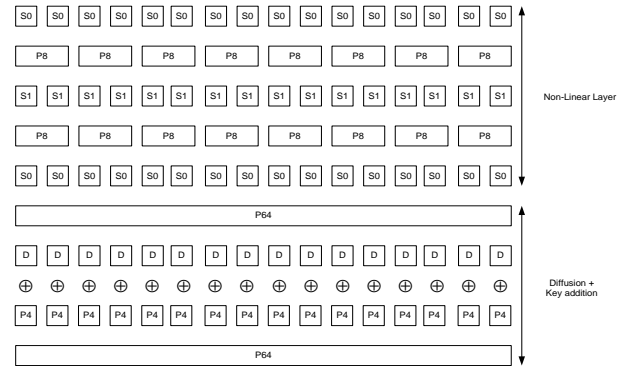 S0 S0 S0 S0 S0 S0 S0 S0 S0 S0 S0 S0 S0 S0 S0 S0
P8 P8 P8 P8 P8 P8 P8 P8
S1 S1 S1 S1 S1 S1 S1 S1 S1 S1 S1 S1 S1 S1 S1 S1
Non-Linear Layer
P8 P8 P8 P8 P8 P8 P8 P8
S0 S0 S0 S0 S0 S0 S0 S0 S0 S0 S0 S0 S0 S0 S0 S0
P64
D D D D D D D D D D D D D D D D
Diffusion +
Key addition
P4 P4 P4 P4 P4 P4 P4 P4 P4 P4 P4 P4 P4 P4 P4 P4
P64